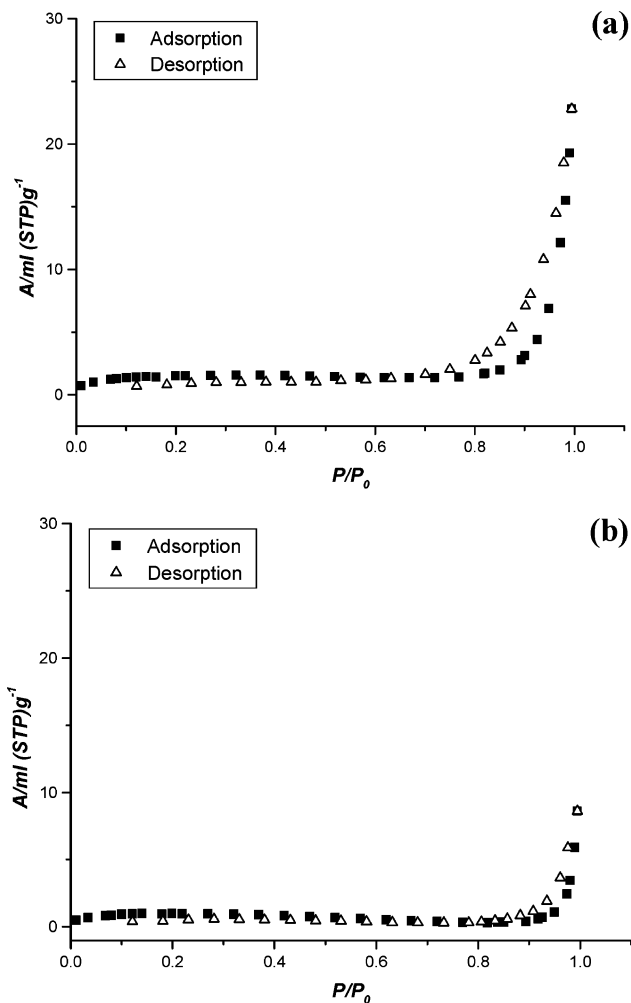 (a)
Adsorption
Desorption
30
20
10
0
A/ml (STP)g⁻¹
0.0 0.2 0.4 0.6 0.8 1.0
P/P₀
(b)
Adsorption
Desorption
30
20
10
0
A/ml (STP)g⁻¹
0.0 0.2 0.4 0.6 0.8 1.0
P/P₀